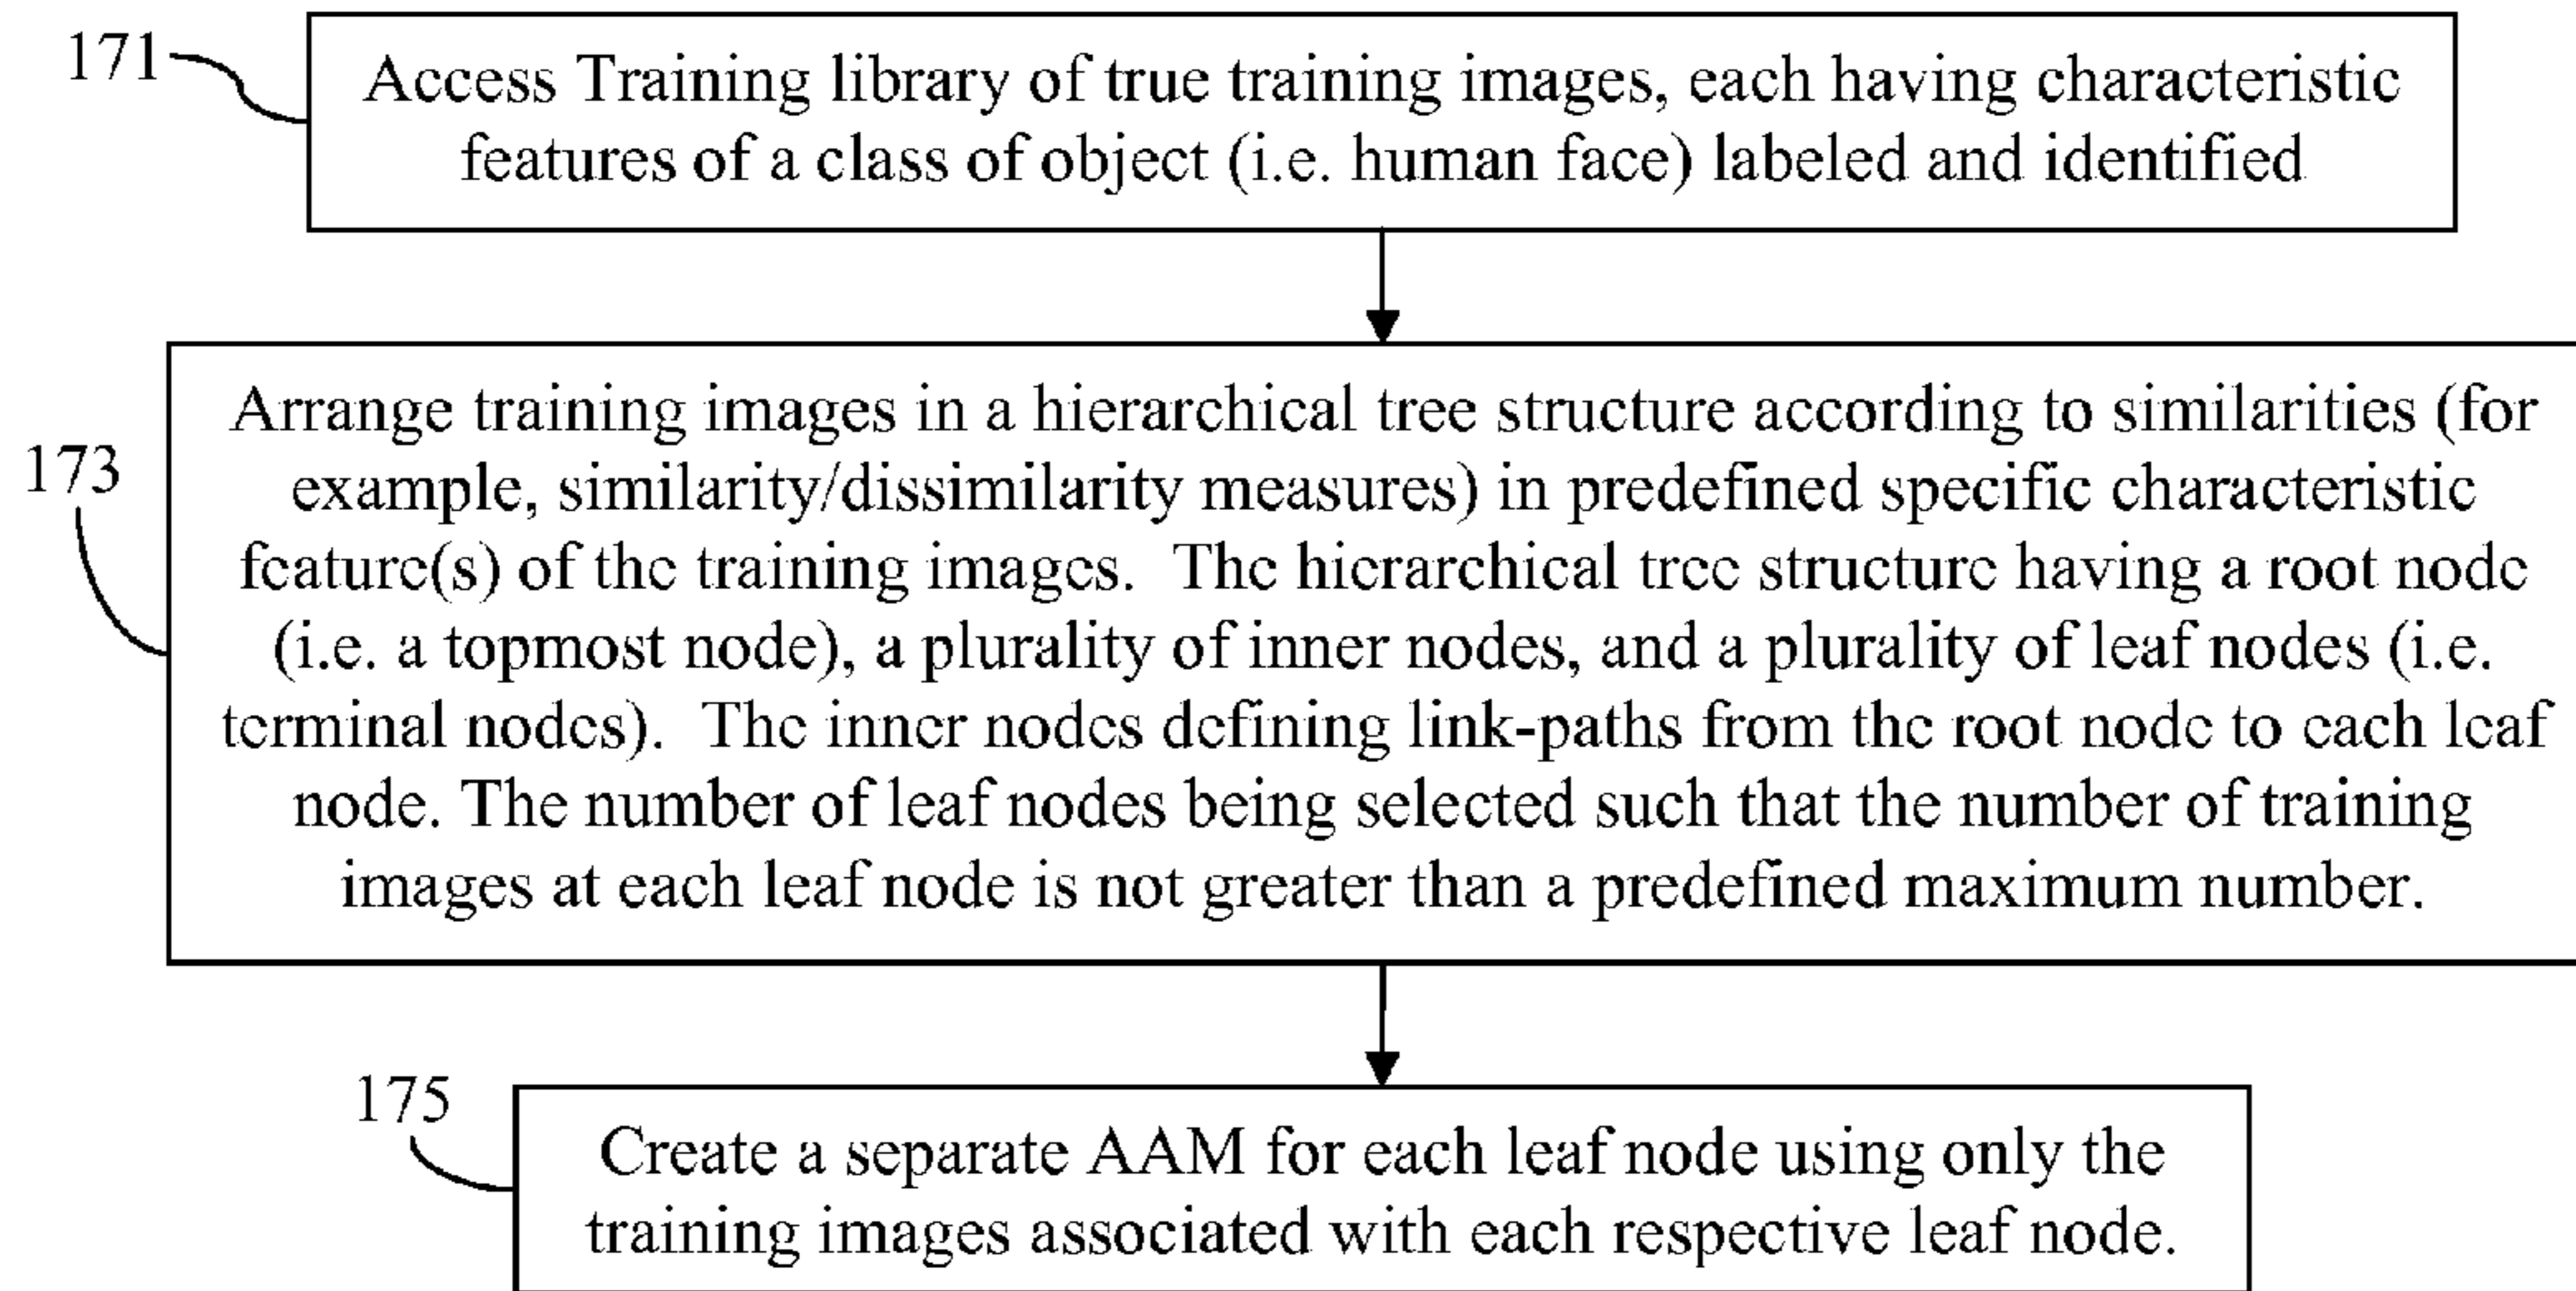 171
Access Training library of true training images, each having characteristic
features of a class of object (i.e. human face) labeled and identified
173
Arrange training images in a hierarchical tree structure according to similarities (for
example, similarity/dissimilarity measures) in predefined specific characteristic
feature(s) of the training images.  The hierarchical tree structure having a root node
(i.e. a topmost node), a plurality of inner nodes, and a plurality of leaf nodes (i.e.
terminal nodes).  The inner nodes defining link-paths from the root node to each leaf
node. The number of leaf nodes being selected such that the number of training
images at each leaf node is not greater than a predefined maximum number.
175
Create a separate AAM for each leaf node using only the
training images associated with each respective leaf node.